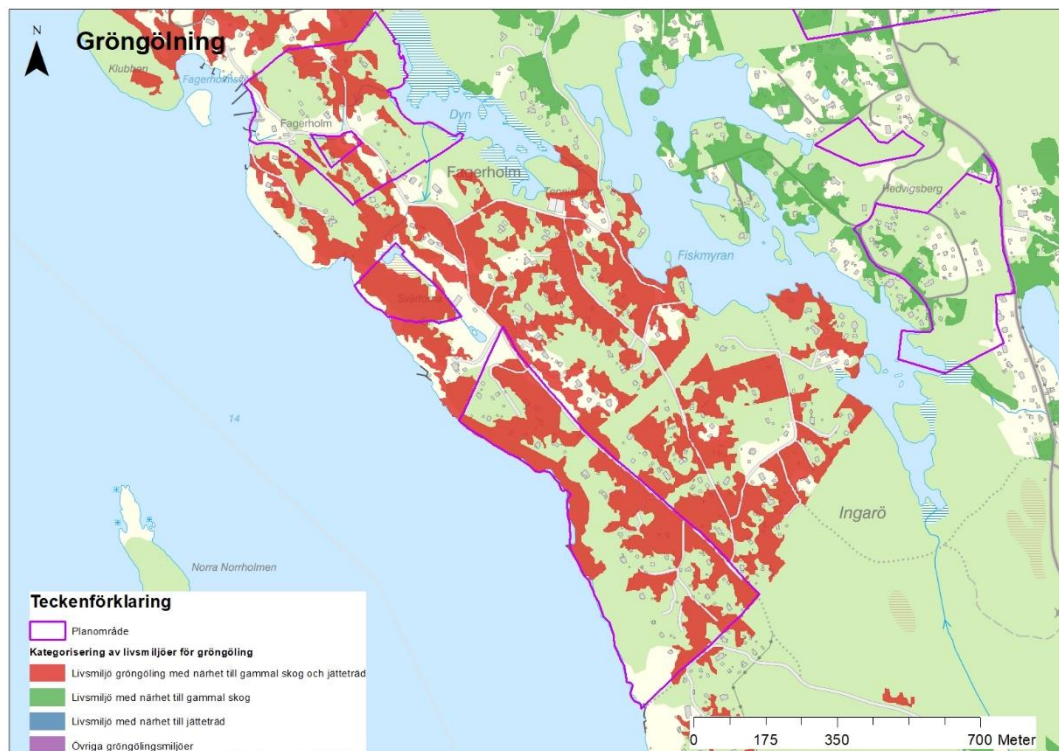 N
Gröngölning
Klubben
Fagerholm
Dyn
Fagerholm
Hedvigsberg
Fiskmyran
14
Ingarö
Norra Norrholmen
Teckenförklaring
Planområde
Kategorisering av livsmiljöer för gröngöling
Livsmiljö gröngöling med närhet till gammal skog och jätteträd
Livsmiljö med närhet till gammal skog
Livsmiljö med närhet till jätteträd
Övriga gröngölingsmiljöer
0 175 350 700 Meter